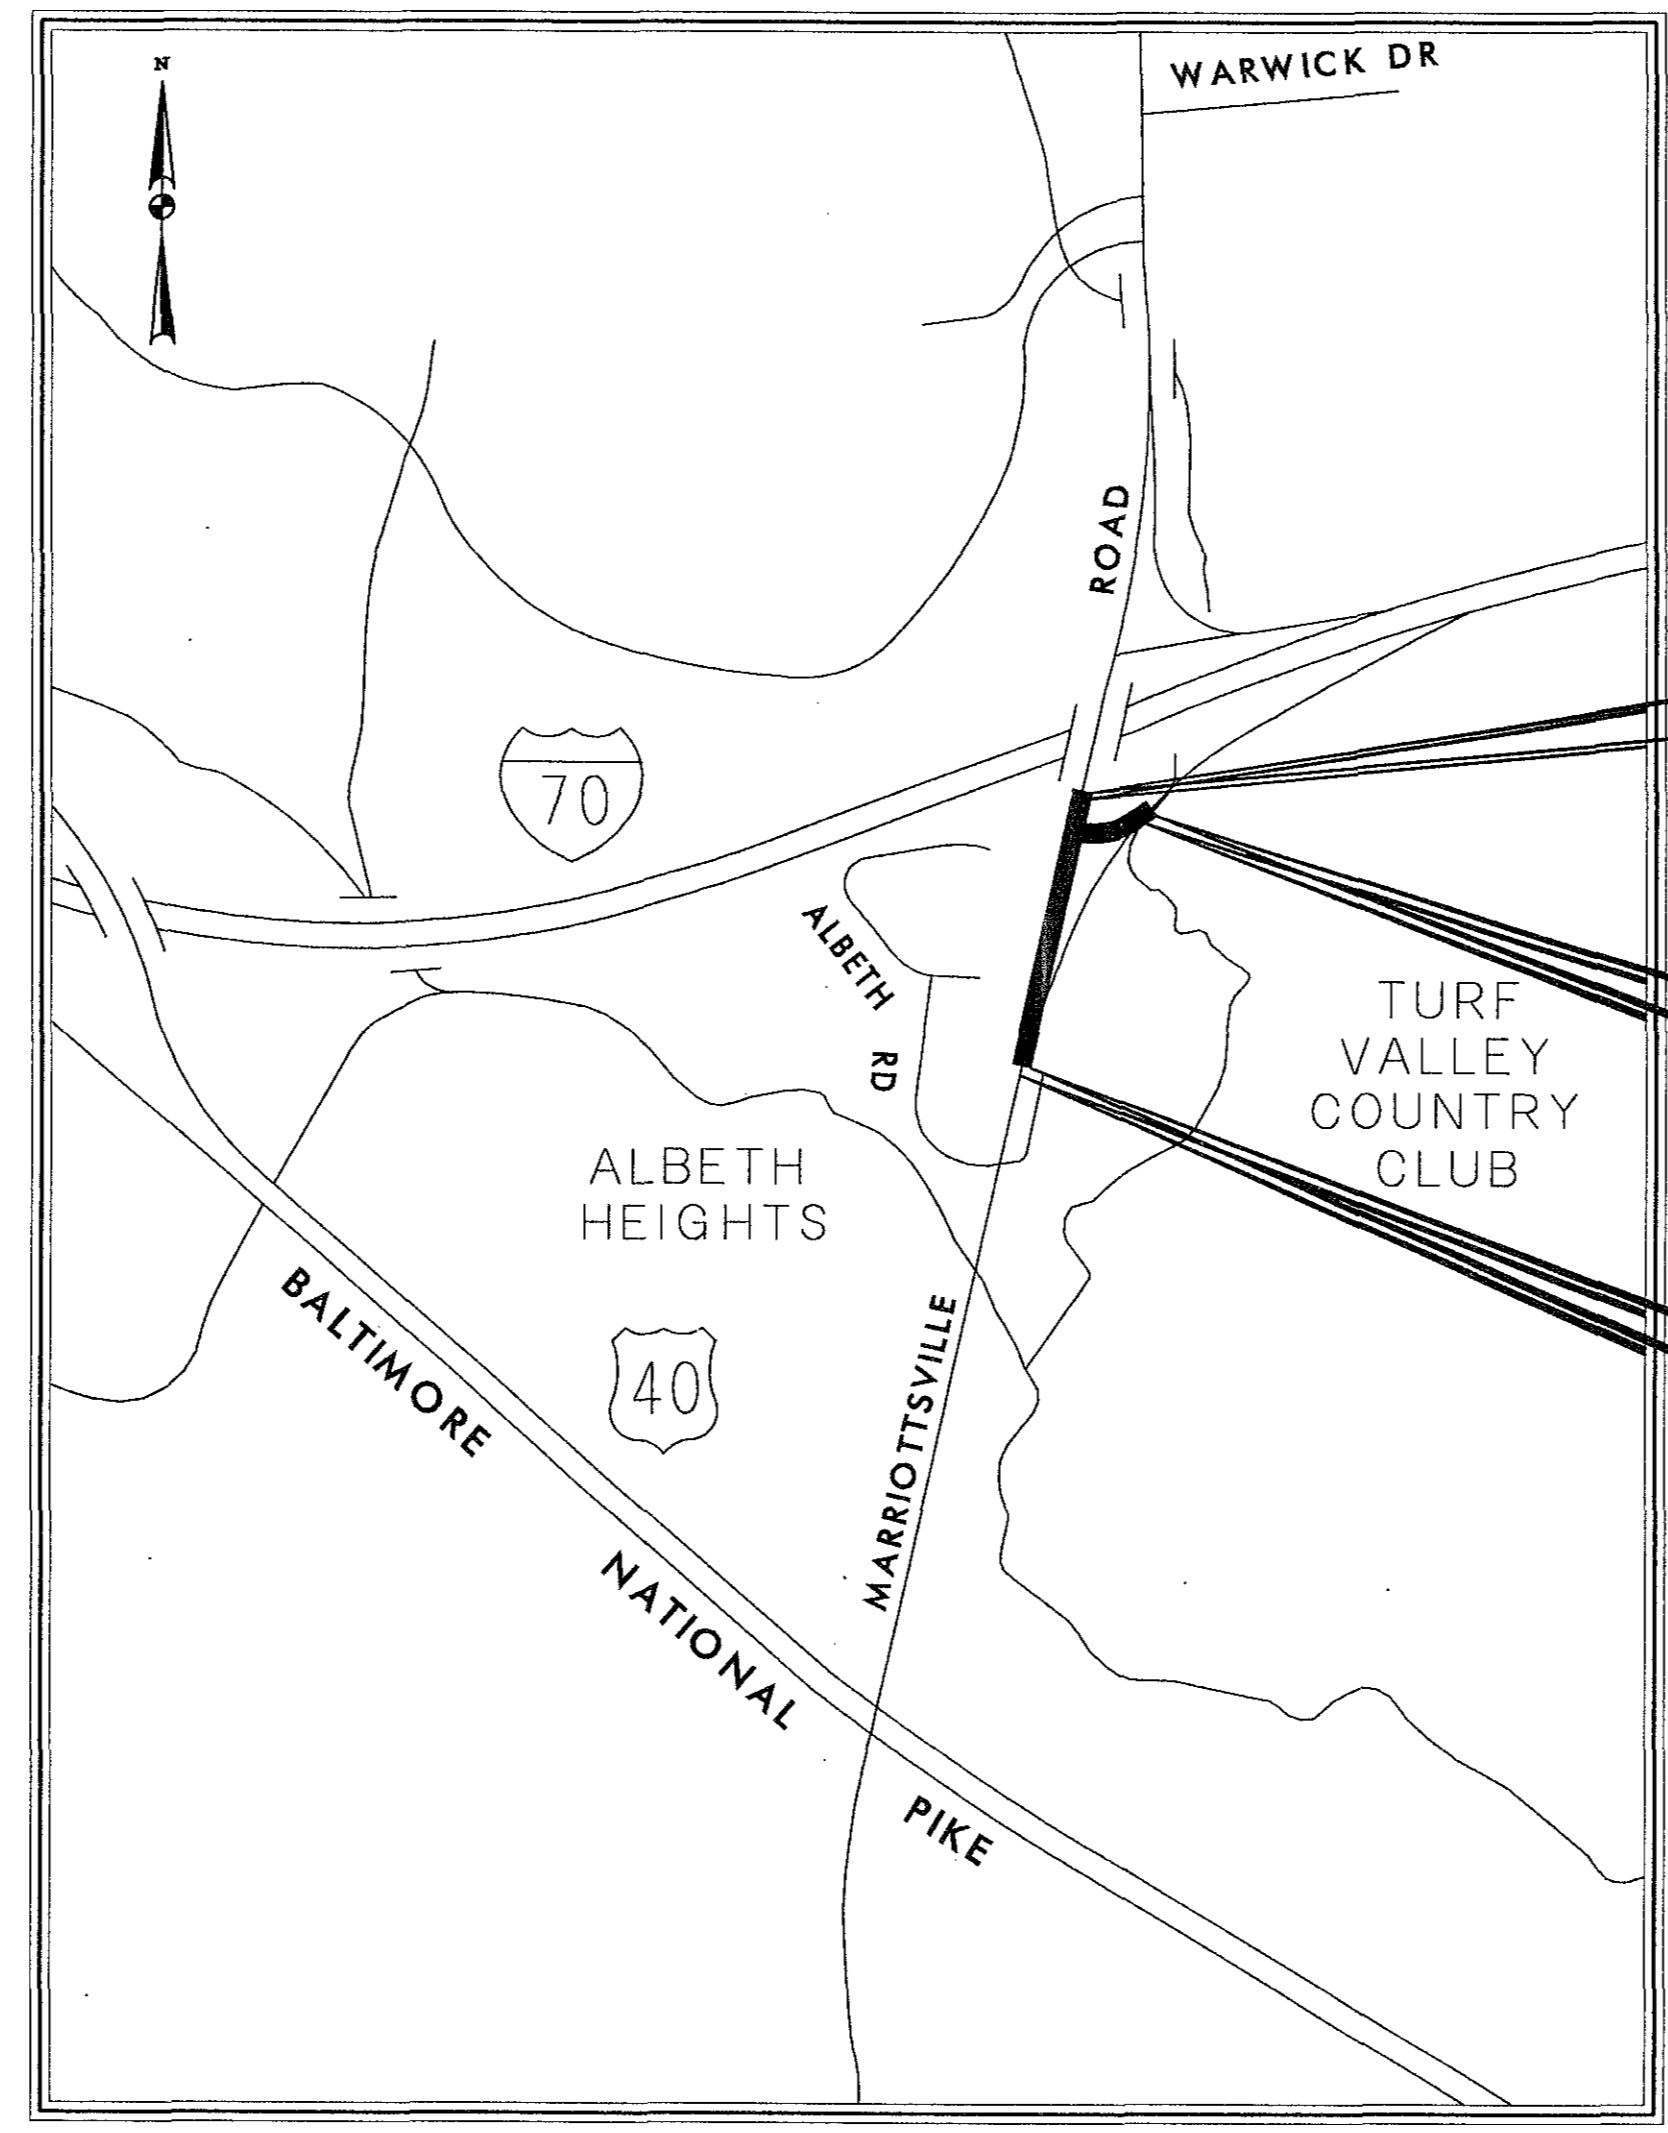 N
WARWICK DR
ROAD
70
ALBETH
RD
TURF
VALLEY
COUNTRY
CLUB
ALBETH
HEIGHTS
BALTIMORE
40
MARRIOTTSVILLE
NATIONAL
PIKE